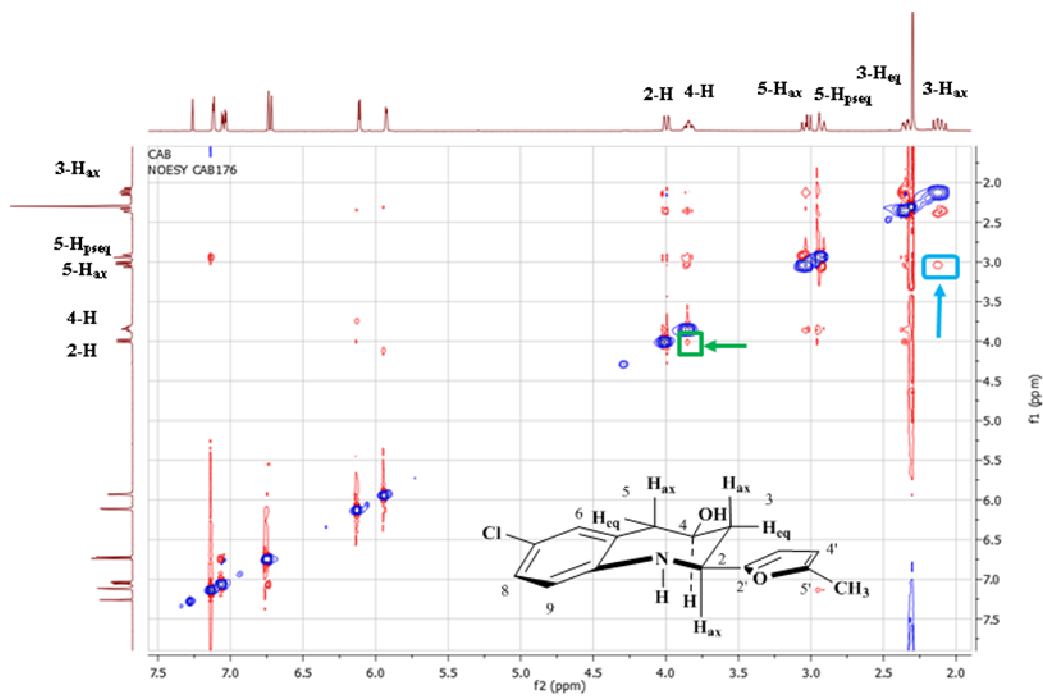 3-Heq
2-H 4-H 5-Hax 5-Hpseq 3-Hax
CAB
NOESY CAB176
3-Hax
5-Hpseq
5-Hax
4-H
2-H
2.0
2.5
3.0
3.5
4.0
4.5
5.0
5.5
6.0
6.5
7.0
7.5
f1 (ppm)
Hax Hax
5 3
Heq 4 OH Heq
6
Cl
N 2 4'
8 9 H H 2' O 5' CH3
Hax
7.5 7.0 6.5 6.0 5.5 5.0 4.5 4.0 3.5 3.0 2.5 2.0
f2 (ppm)